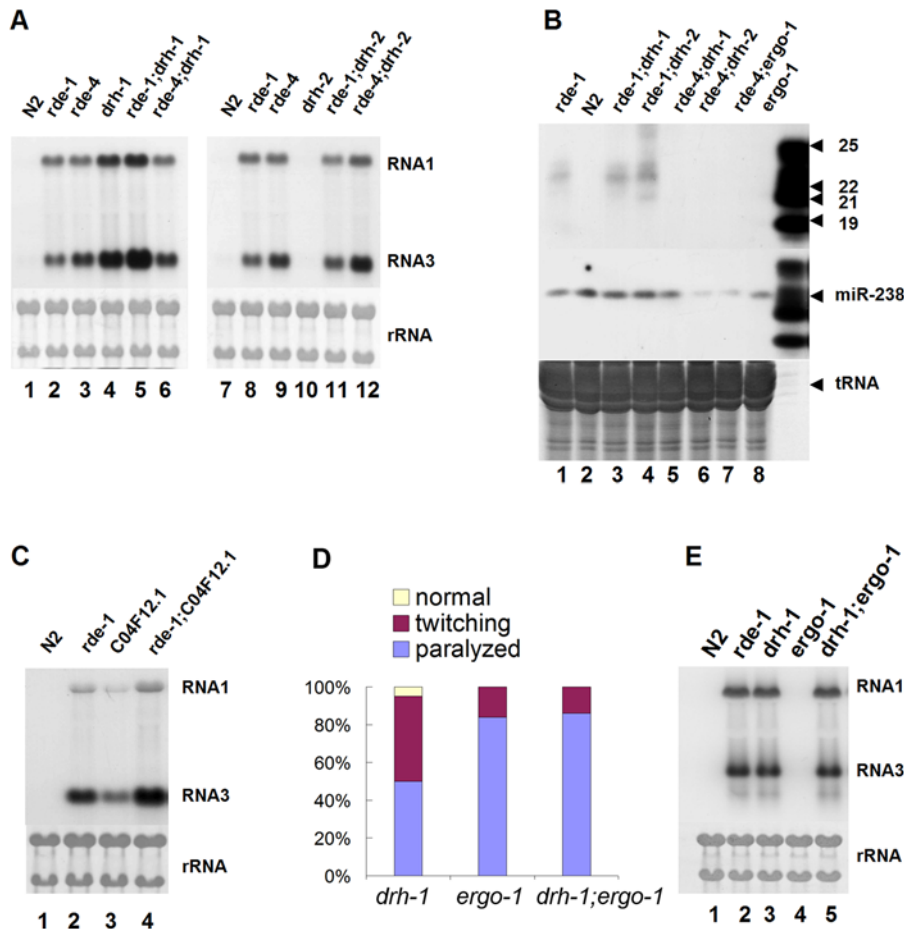 A
N2
rde-1
rde-4
drh-1
rde-1;drh-1
rde-4;drh-1
N2
rde-1
rde-4
drh-2
rde-1;drh-2
rde-4;drh-2
RNA1
RNA3
rRNA
1 2 3 4 5 6 7 8 9 10 11 12
B
rde-1
N2
rde-1;drh-1
rde-1;drh-2
rde-4;drh-1
rde-4;drh-2
rde-4;ergo-1
ergo-1
25
22
21
19
miR-238
tRNA
1 2 3 4 5 6 7 8
C
N2
rde-1
C04F12.1
rde-1;C04F12.1
RNA1
RNA3
rRNA
1 2 3 4
D
normal
twitching
paralyzed
100%
80%
60%
40%
20%
0%
drh-1 ergo-1 drh-1;ergo-1
E
N2
rde-1
drh-1
ergo-1
drh-1;ergo-1
RNA1
RNA3
rRNA
1 2 3 4 5